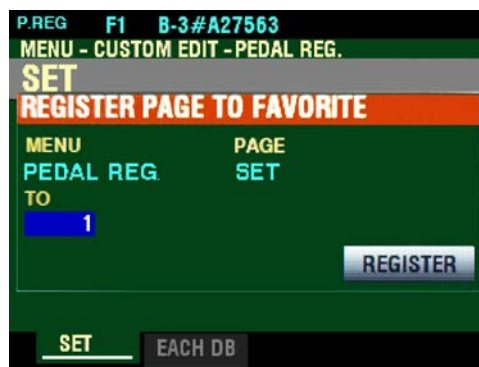 P.REG F1 B-3#A27563
MENU - CUSTOM EDIT - PEDAL REG.
SET
REGISTER PAGE TO FAVORITE
MENU PAGE
PEDAL REG. SET
TO
1
REGISTER
SET EACH DB